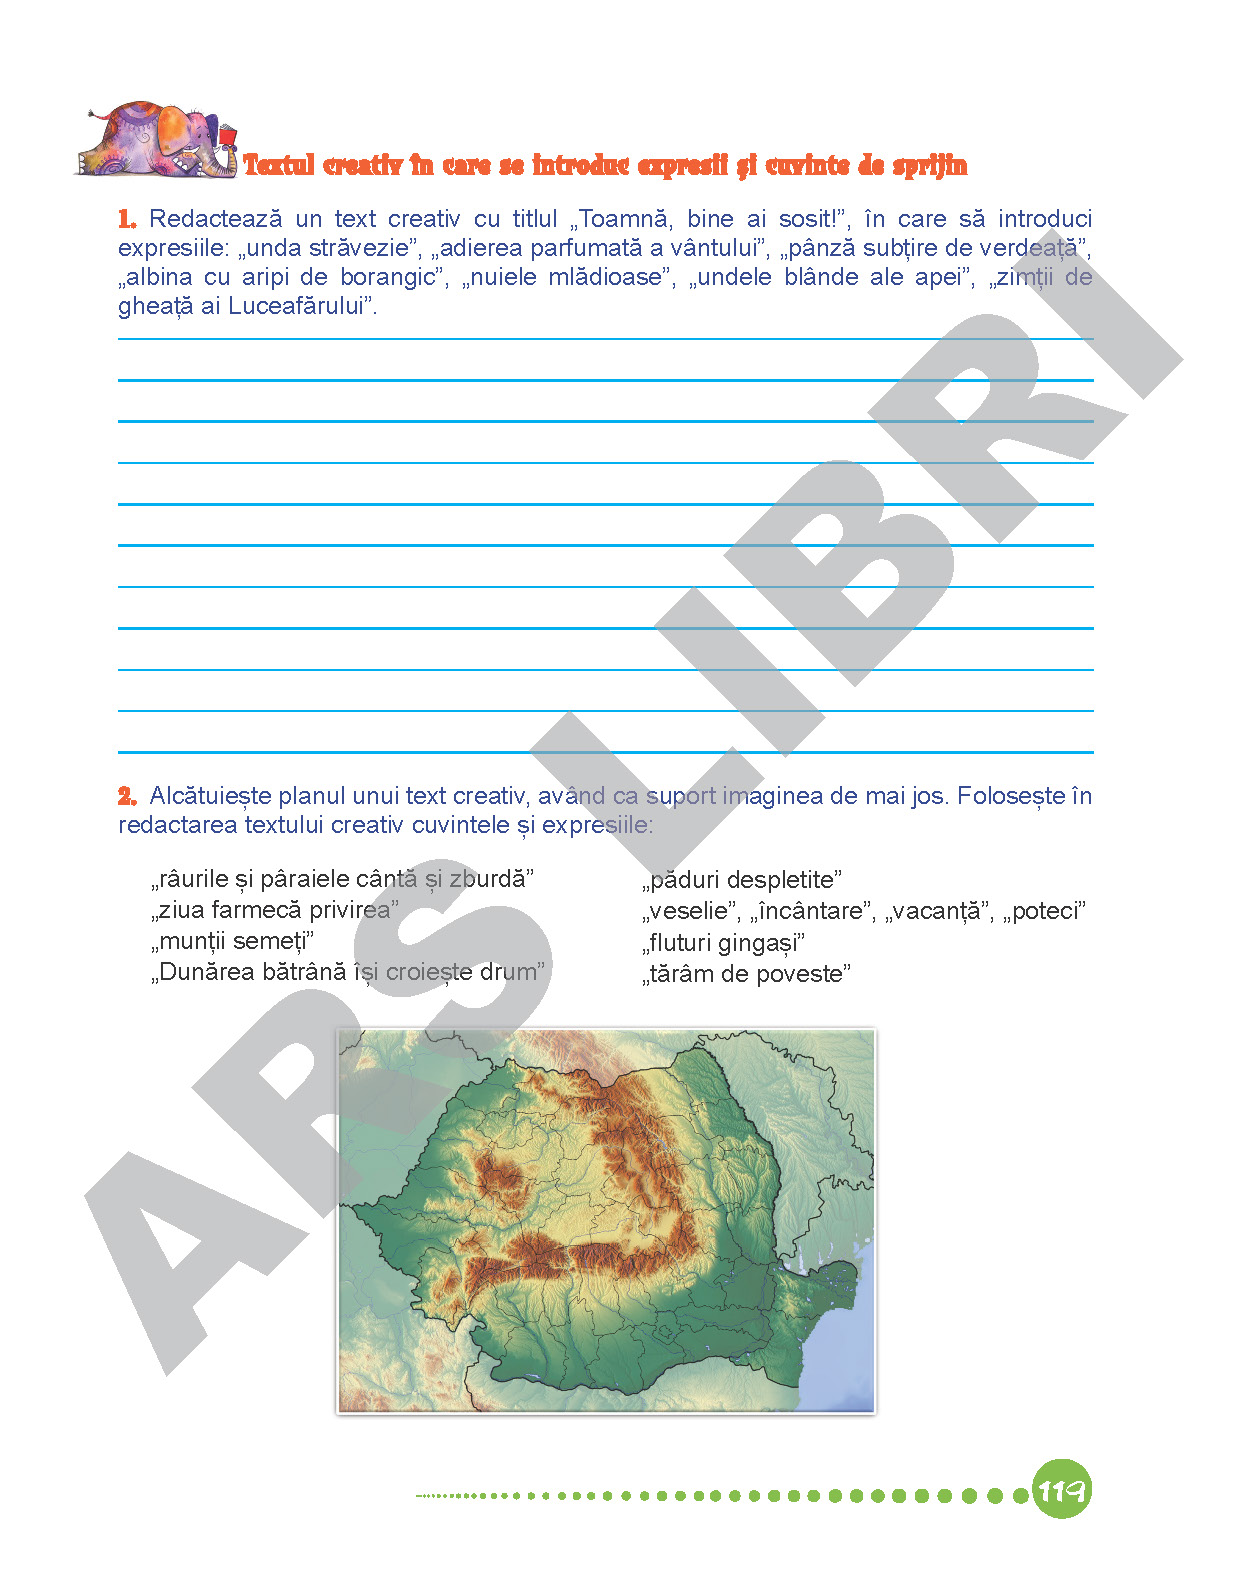 Textul creativ în care se introduc expresii și cuvinte de sprijin
1. Redactează un text creativ cu titlul „Toamnă, bine ai sosit!”, în care să introduci
expresiile: „unda străvezie”, „adierea parfumată a vântului”, „pânză subțire de verdeață”,
„albina cu aripi de borangic”, „nuiele mlădioase”, „undele blânde ale apei”, „zimții de
gheață ai Luceafărului”.
2. Alcătuiește planul unui text creativ, având ca suport imaginea de mai jos. Folosește în
redactarea textului creativ cuvintele și expresiile:
„râurile și pâraiele cântă și zburdă”
„ziua farmecă privirea”
„munții semeți”
„Dunărea bătrână își croiește drum”
„păduri despletite”
„veselie”, „încântare”, „vacanță”, „poteci”
„fluturi gingași”
„tărâm de poveste”
ARS LIBRI
119